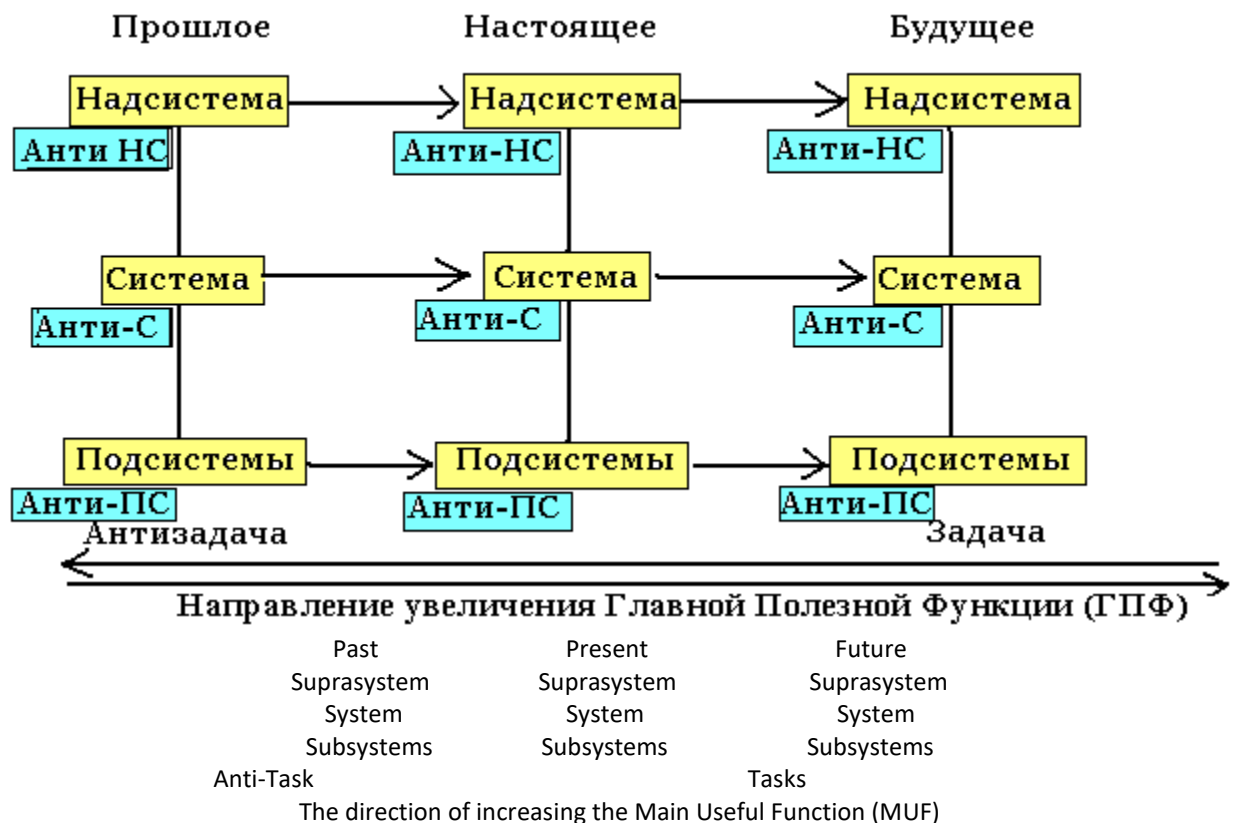 Прошлое Настоящее Будущее
Надсистема Надсистема Надсистема
Анти НС Анти-НС Анти-НС
Система Система Система
Анти-С Анти-С Анти-С
Подсистемы Подсистемы Подсистемы
Анти-ПС Анти-ПС Анти-ПС
Антизадача Задача
Направление увеличения Главной Полезной Функции (ГПФ)
Past Present Future
Suprasystem Suprasystem Suprasystem
System System System
Subsystems Subsystems Subsystems
Anti-Task Tasks
The direction of increasing the Main Useful Function (MUF)